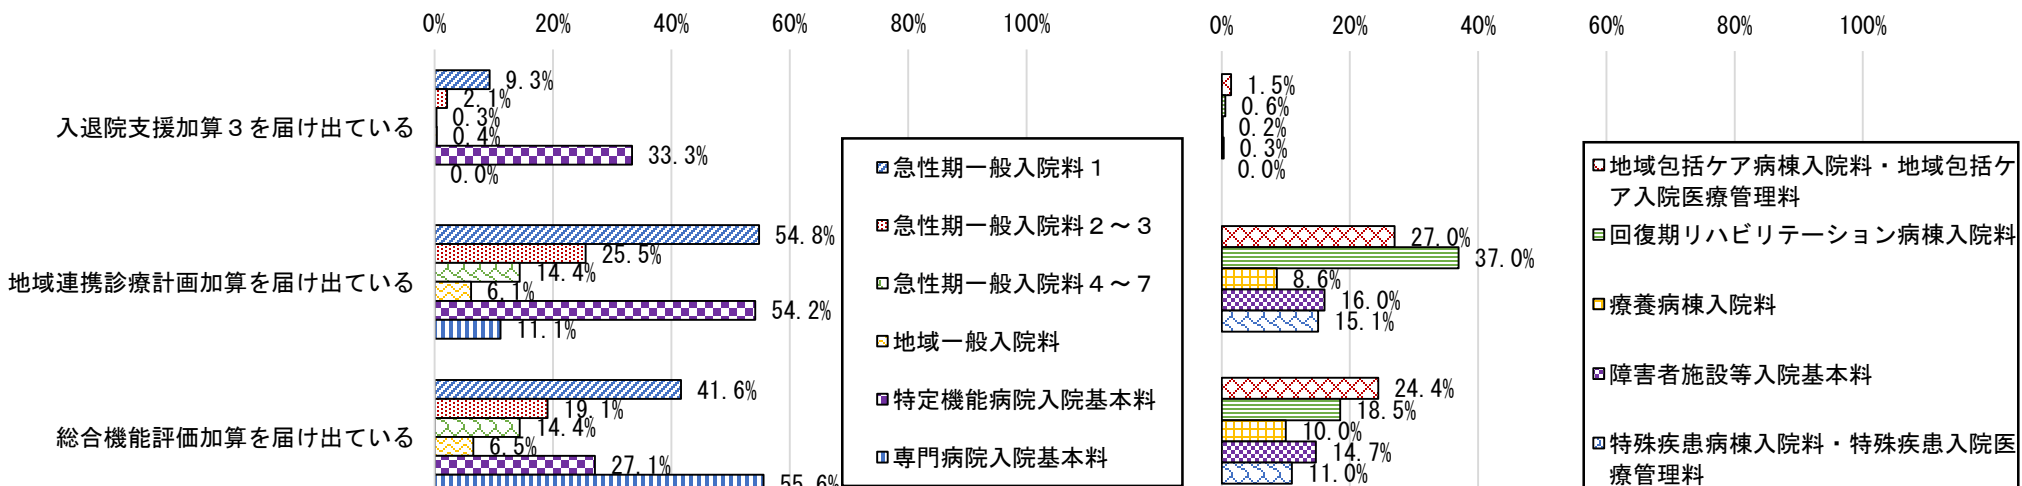 0% 20% 40% 60% 80% 100%
入退院支援加算３を届け出ている
9.3%
2.1%
0.3%
0.4%
33.3%
0.0%
地域連携診療計画加算を届け出ている
54.8%
25.5%
14.4%
6.1%
54.2%
11.1%
総合機能評価加算を届け出ている
41.6%
19.1%
14.4%
6.5%
27.1%
55.6%
急性期一般入院料１
急性期一般入院料２～３
急性期一般入院料４～７
地域一般入院料
特定機能病院入院基本料
専門病院入院基本料
0% 20% 40% 60% 80% 100%
1.5%
0.6%
0.2%
0.3%
0.0%
27.0%
37.0%
8.6%
16.0%
15.1%
24.4%
18.5%
10.0%
14.7%
11.0%
地域包括ケア病棟入院料・地域包括ケ
ア入院医療管理料
回復期リハビリテーション病棟入院料
療養病棟入院料
障害者施設等入院基本料
特殊疾患病棟入院料・特殊疾患入院医
療管理料